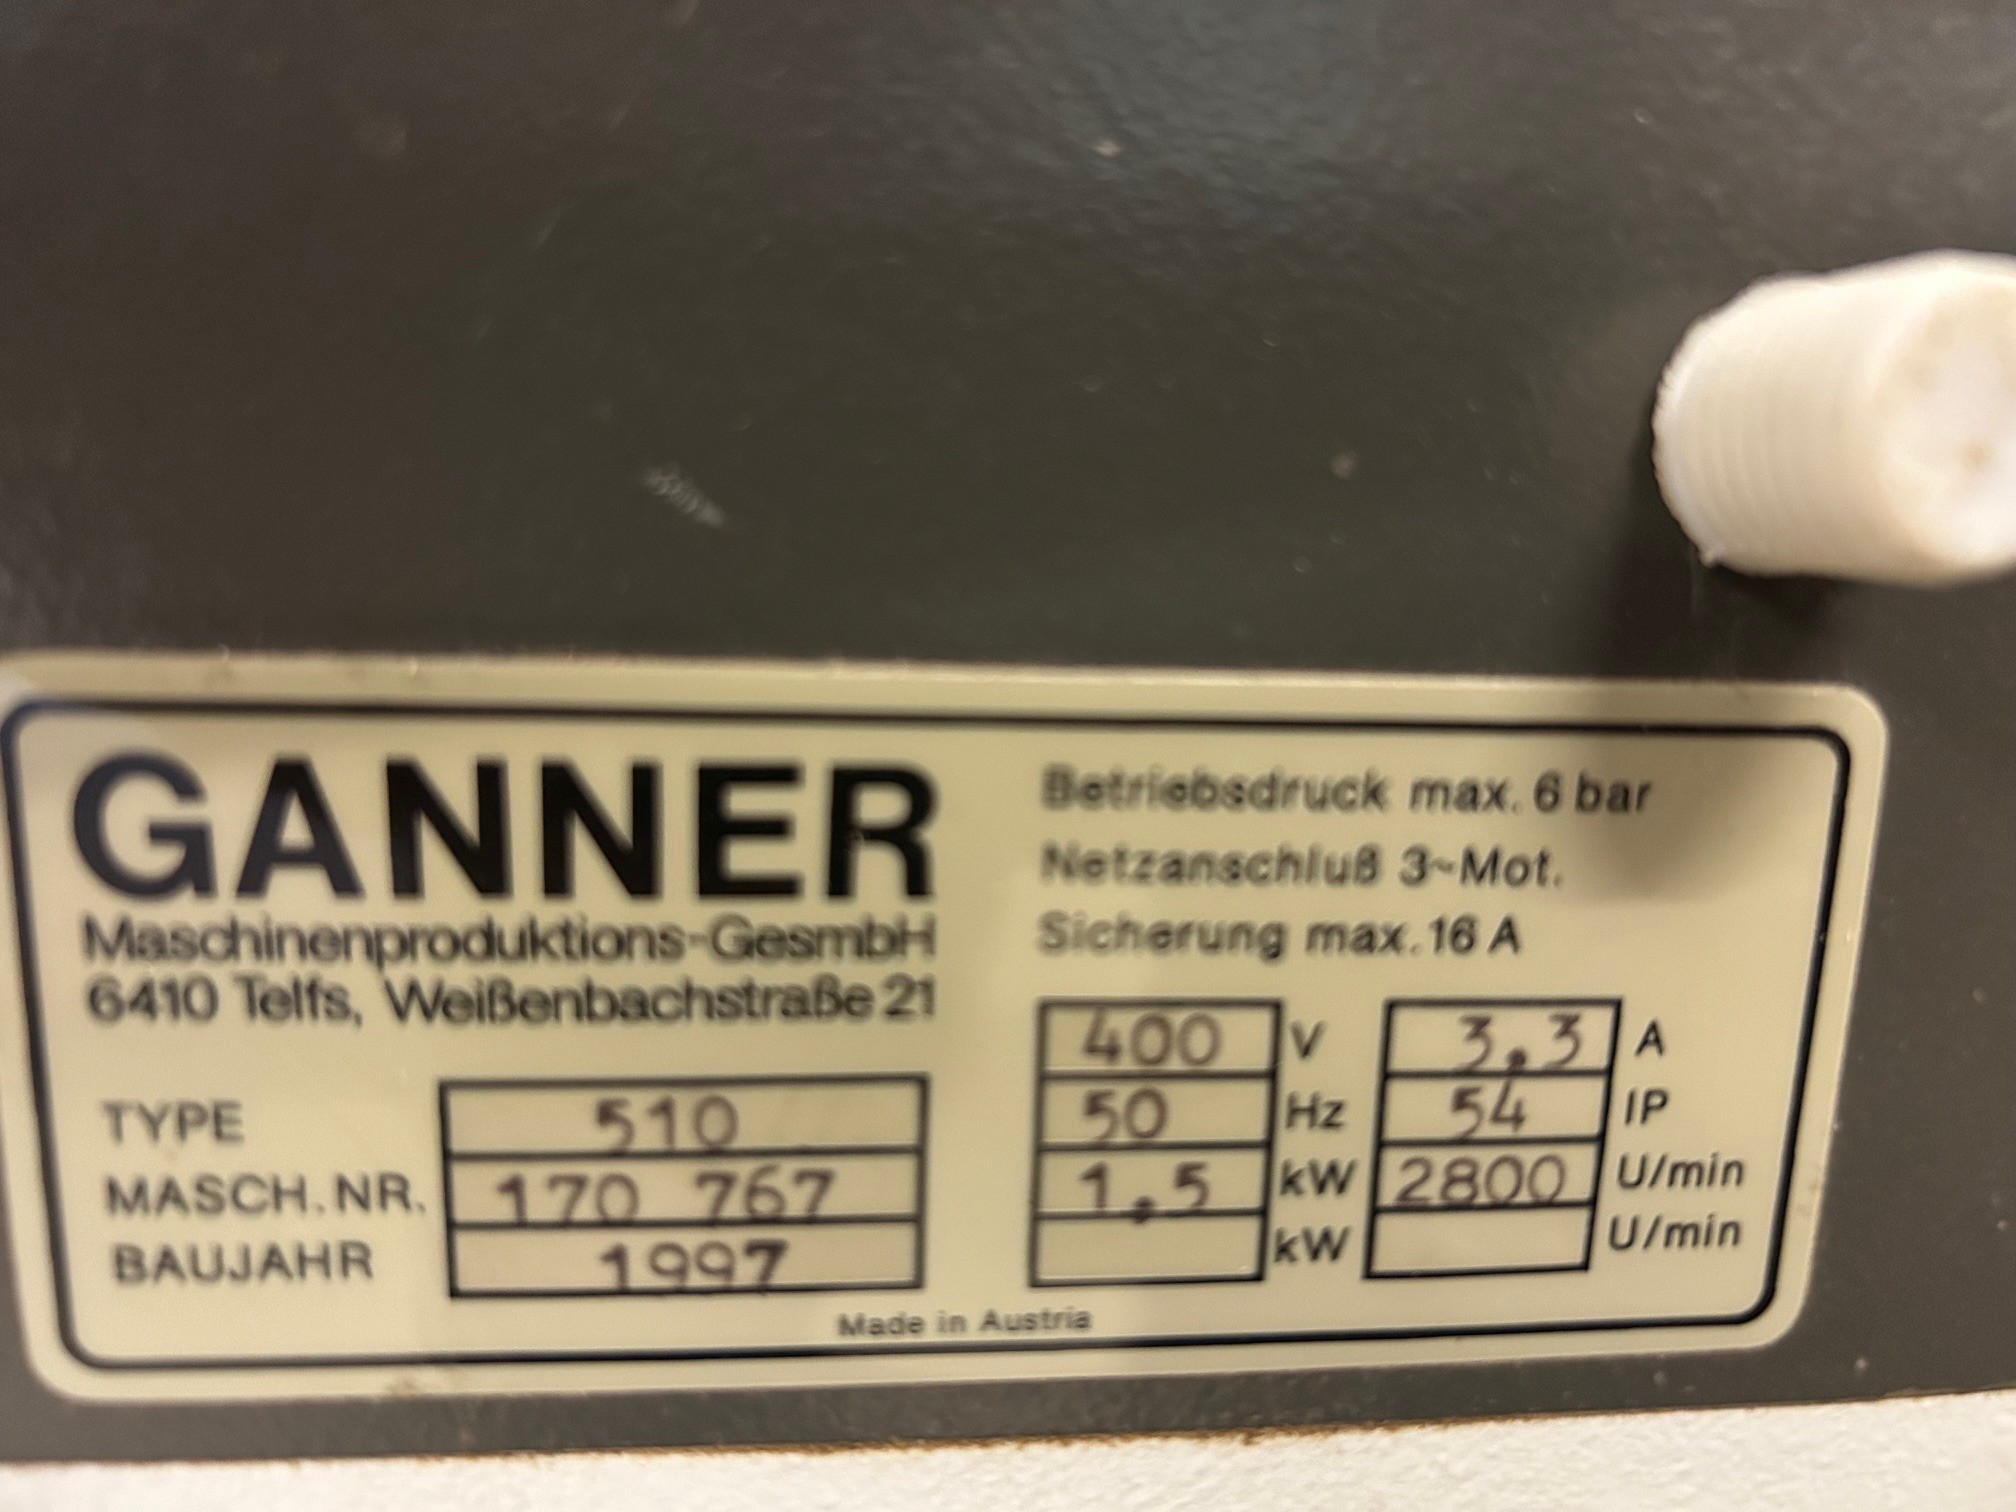 GANNER
Maschinenproduktions-GesmbH
6410 Telfs, Weißenbachstraße 21
TYPE 510
MASCH.NR. 170 767
BAUJAHR 1997
Betriebsdruck max. 6 bar
Netzanschluß 3~Mot.
Sicherung max. 16 A
400 V 3.3 A
50 Hz 54 IP
1.5 kW 2800 U/min
kW U/min
Made in Austria